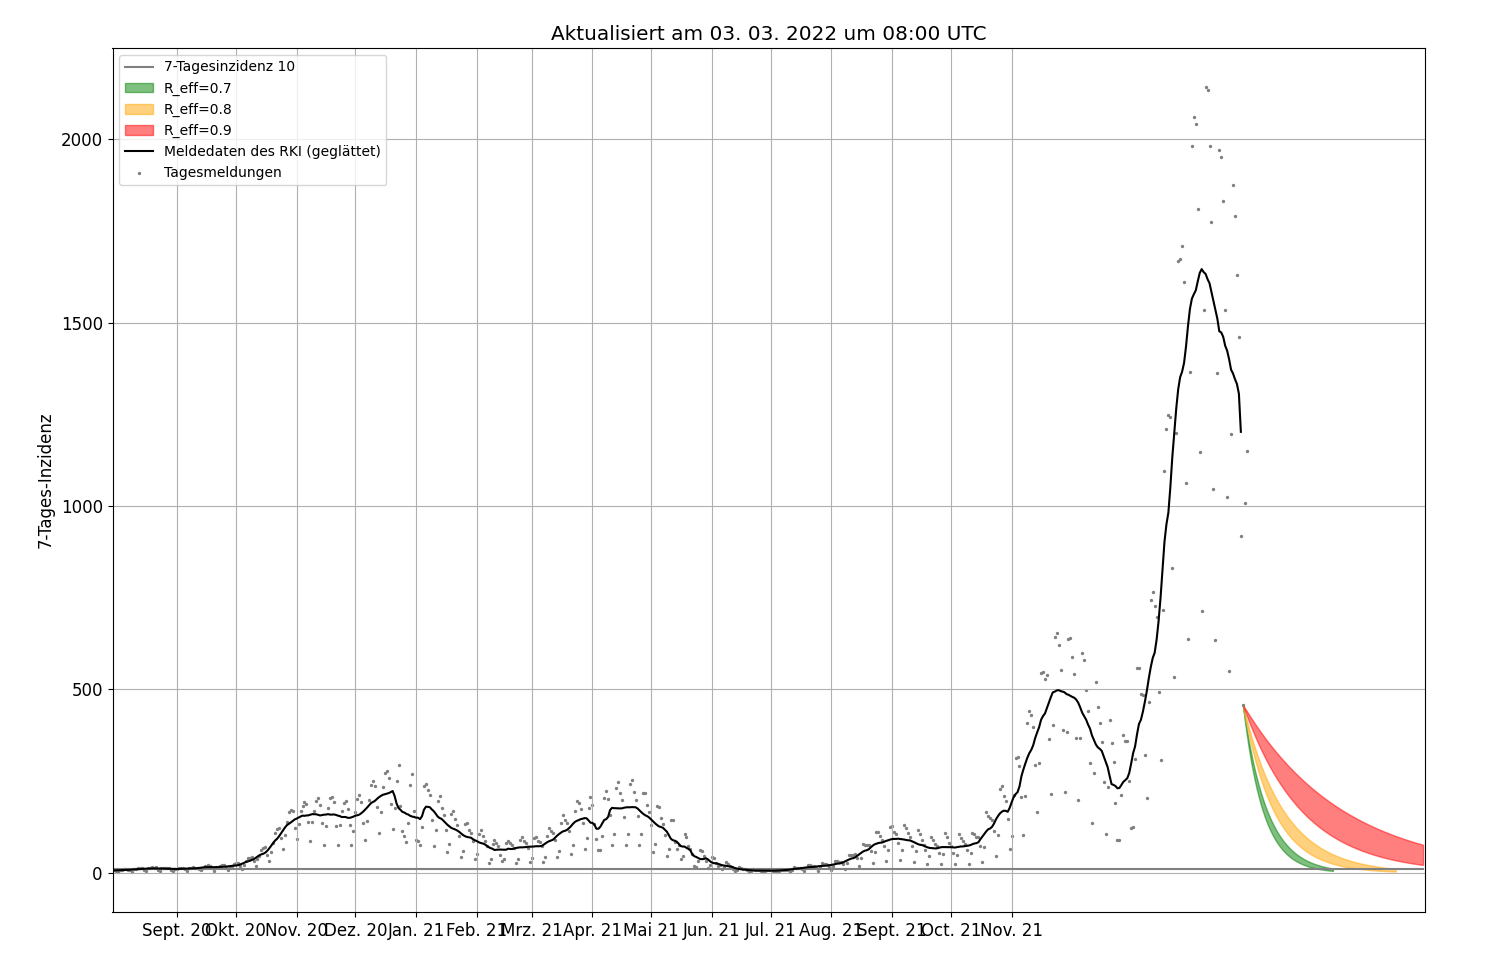 Aktualisiert am 03. 03. 2022 um 08:00 UTC
7-Tagesinzidenz 10
R_eff=0.7
R_eff=0.8
R_eff=0.9
Meldedaten des RKI (geglättet)
Tagesmeldungen
7-Tages-Inzidenz
2000
1500
1000
500
0
Sept. 20 Okt. 20 Nov. 20 Dez. 20 Jan. 21 Feb. 21 Mrz. 21 Apr. 21 Mai 21 Jun. 21 Jul. 21 Aug. 21 Sept. 21 Oct. 21 Nov. 21